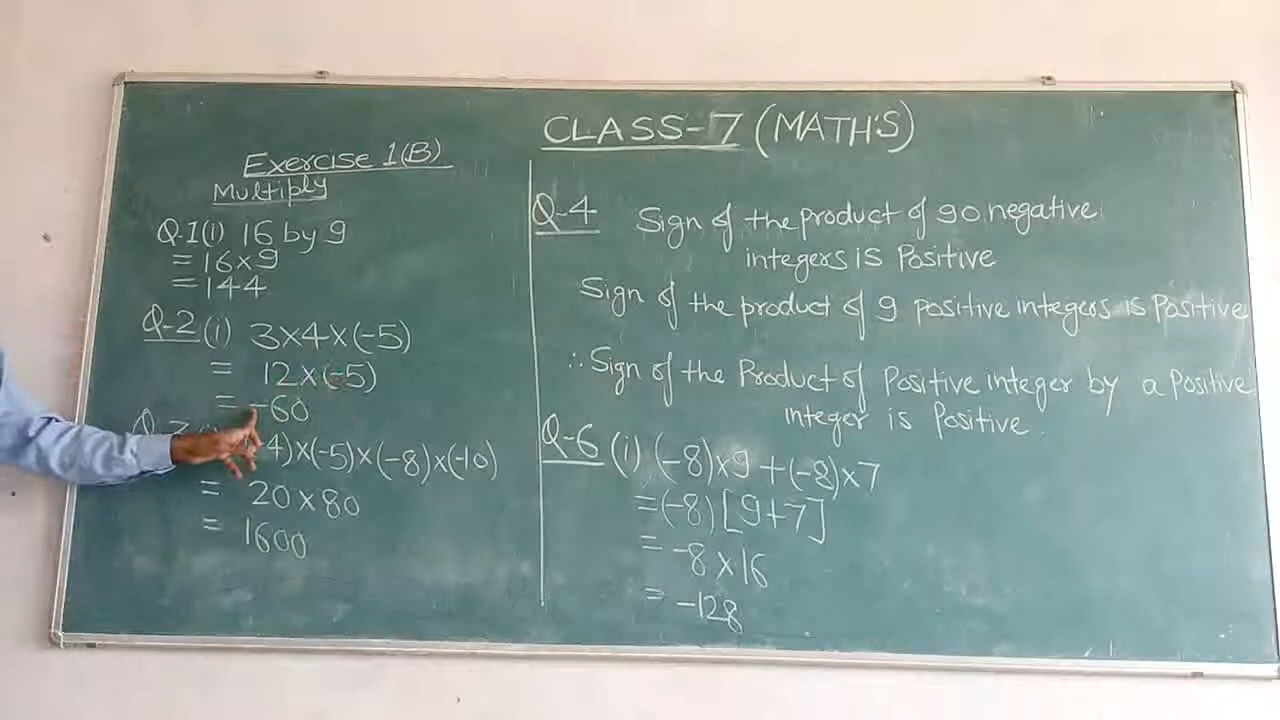 CLASS-7 (MATH'S)
Exercise 1(B)
Multiply
Q.1(i) 16 by 9
= 16×9
= 144
Q-2 (i) 3×4×(-5)
= 12×(-5)
= -60
4)×(-5)×(-8)×(-10)
= 20×80
= 1600
Q-4 Sign of the product of 90 negative
integers is Positive
Sign of the product of 9 positive integers is Positive
∴ Sign of the Product of Positive integer by a Positive
integer is Positive.
Q-6 (i) (-8)×9+(-8)×7
=(-8)[9+7]
= -8×16
= -128